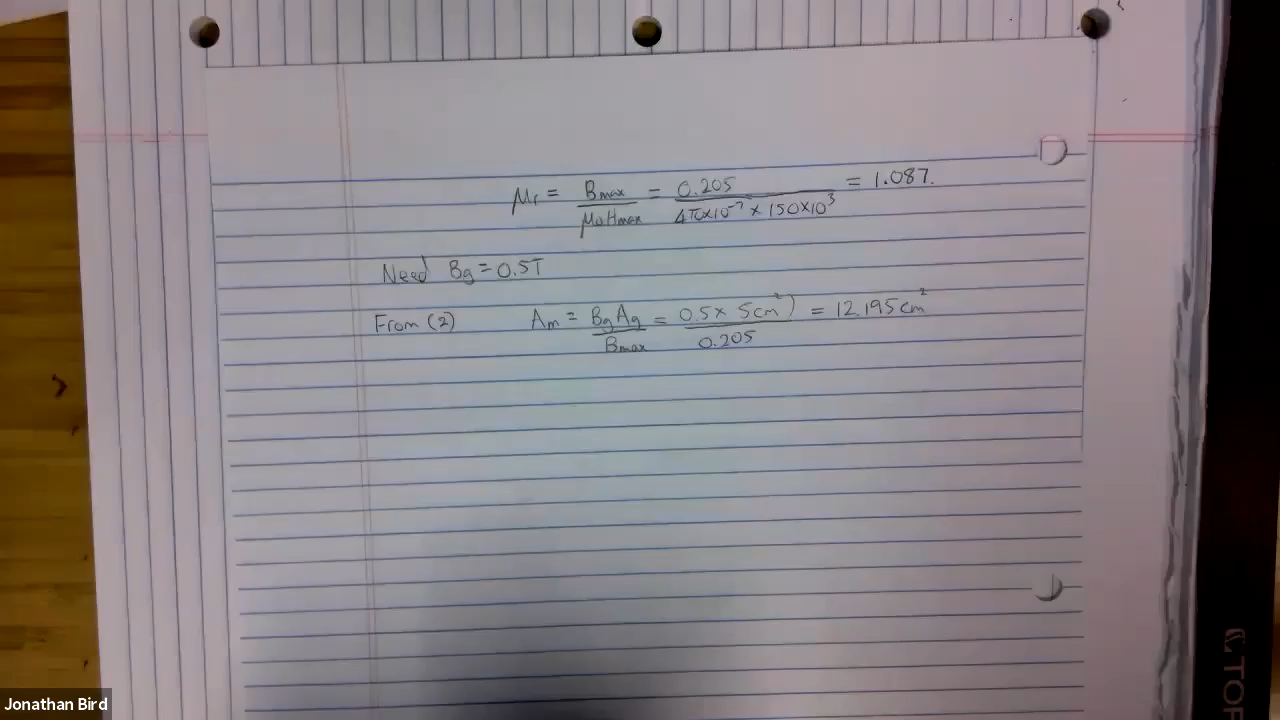 μr = Bmax / μ0Hmax = 0.205 / 4π×10⁻⁷ × 150×10³ = 1.087.
Need Bg = 0.5T
From (2) Am = BgAg / Bmax = 0.5 × 5cm²) / 0.205 = 12.195cm²
TOP
Jonathan Bird